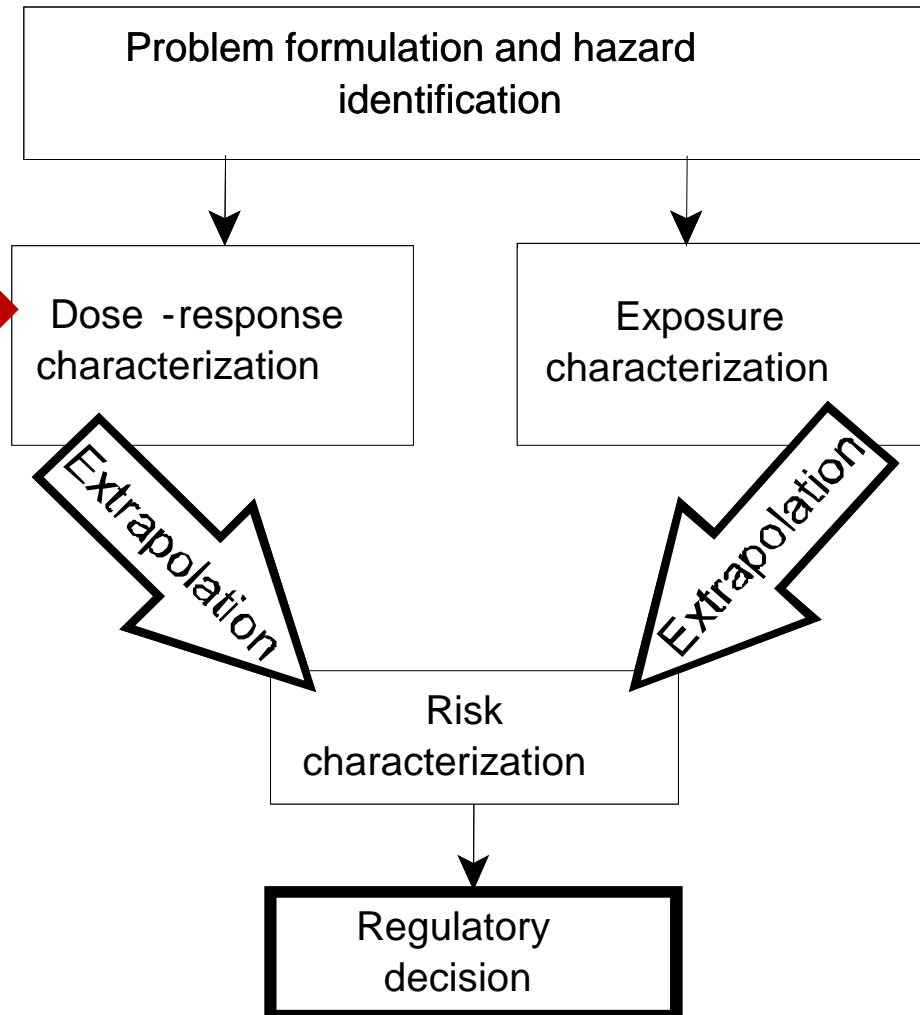 Problem formulation and hazard
identification
Dose -response
characterization
Exposure
characterization
Extrapolation
Extrapolation
Risk
characterization
Regulatory
decision